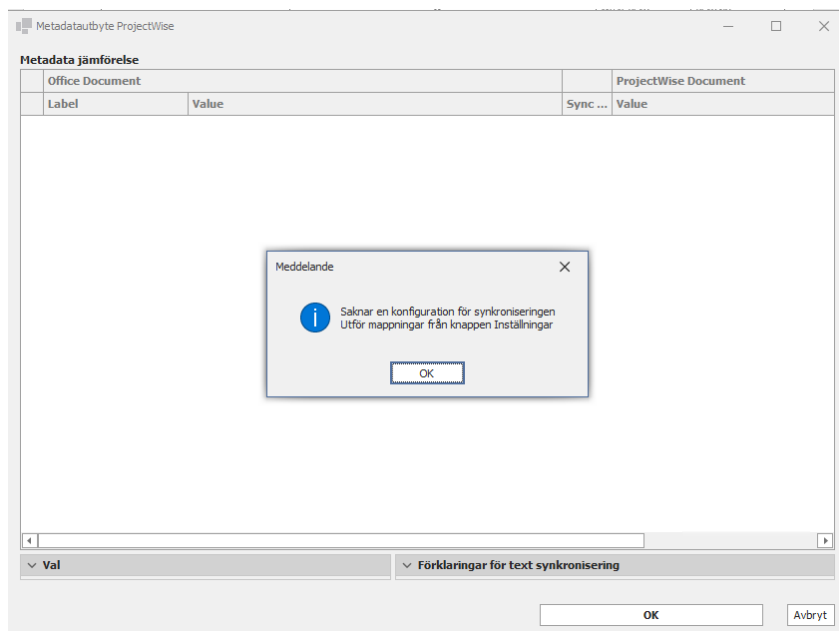 Metadatautbyte ProjectWise
Metadata jämförelse
Office Document
ProjectWise Document
Label
Value
Sync ...
Value
Meddelande
Saknar en konfiguration för synkroniseringen
Utför mappningar från knappen Inställningar
OK
Val
Förklaringar för text synkronisering
OK
Avbryt